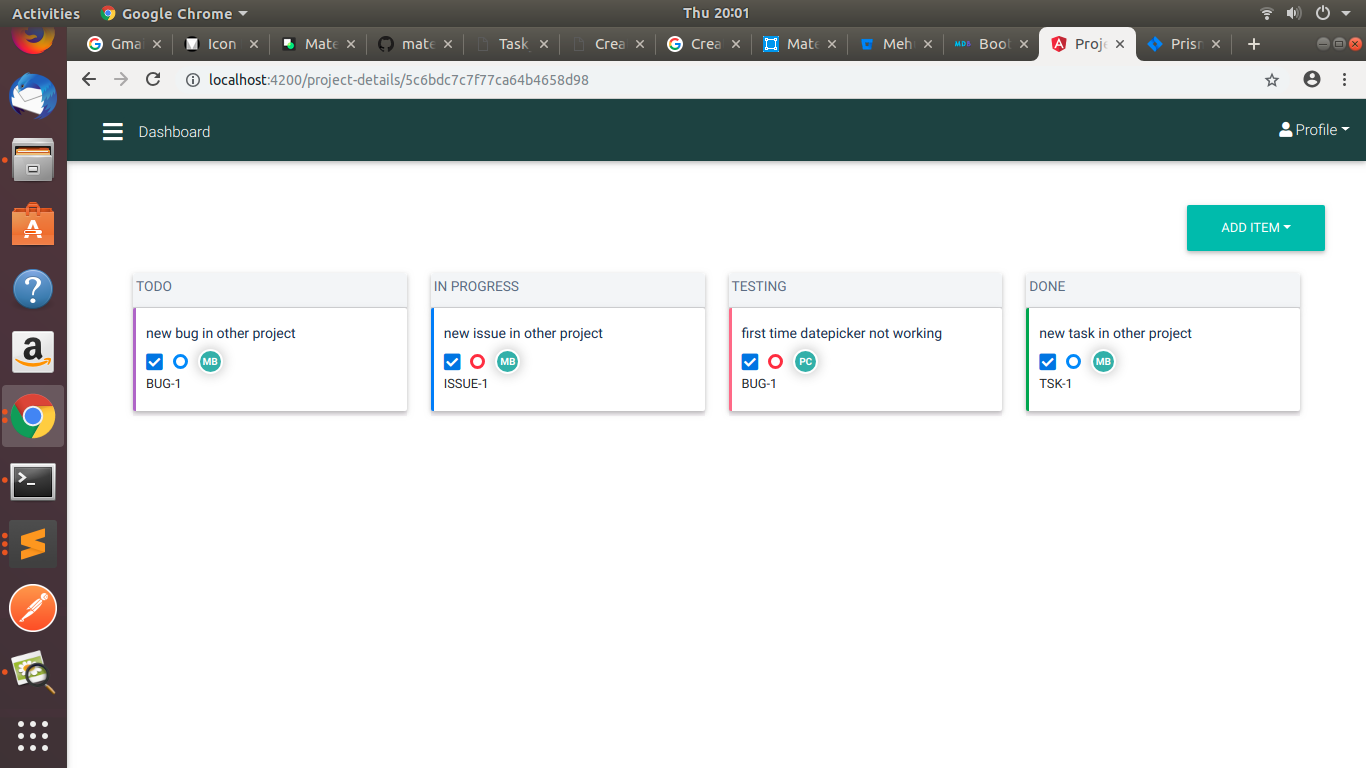 Activities Google Chrome Thu 20:01
Gma Icon Mate mate Task Crea Crea Mate Meh Boot Proje Prism
localhost:4200/project-details/5c6bdc7c7f77ca64b4658d98
Dashboard Profile
ADD ITEM
TODO IN PROGRESS TESTING DONE
new bug in other project new issue in other project first time datepicker not working new task in other project
MB MB PC MB
BUG-1 ISSUE-1 BUG-1 TSK-1